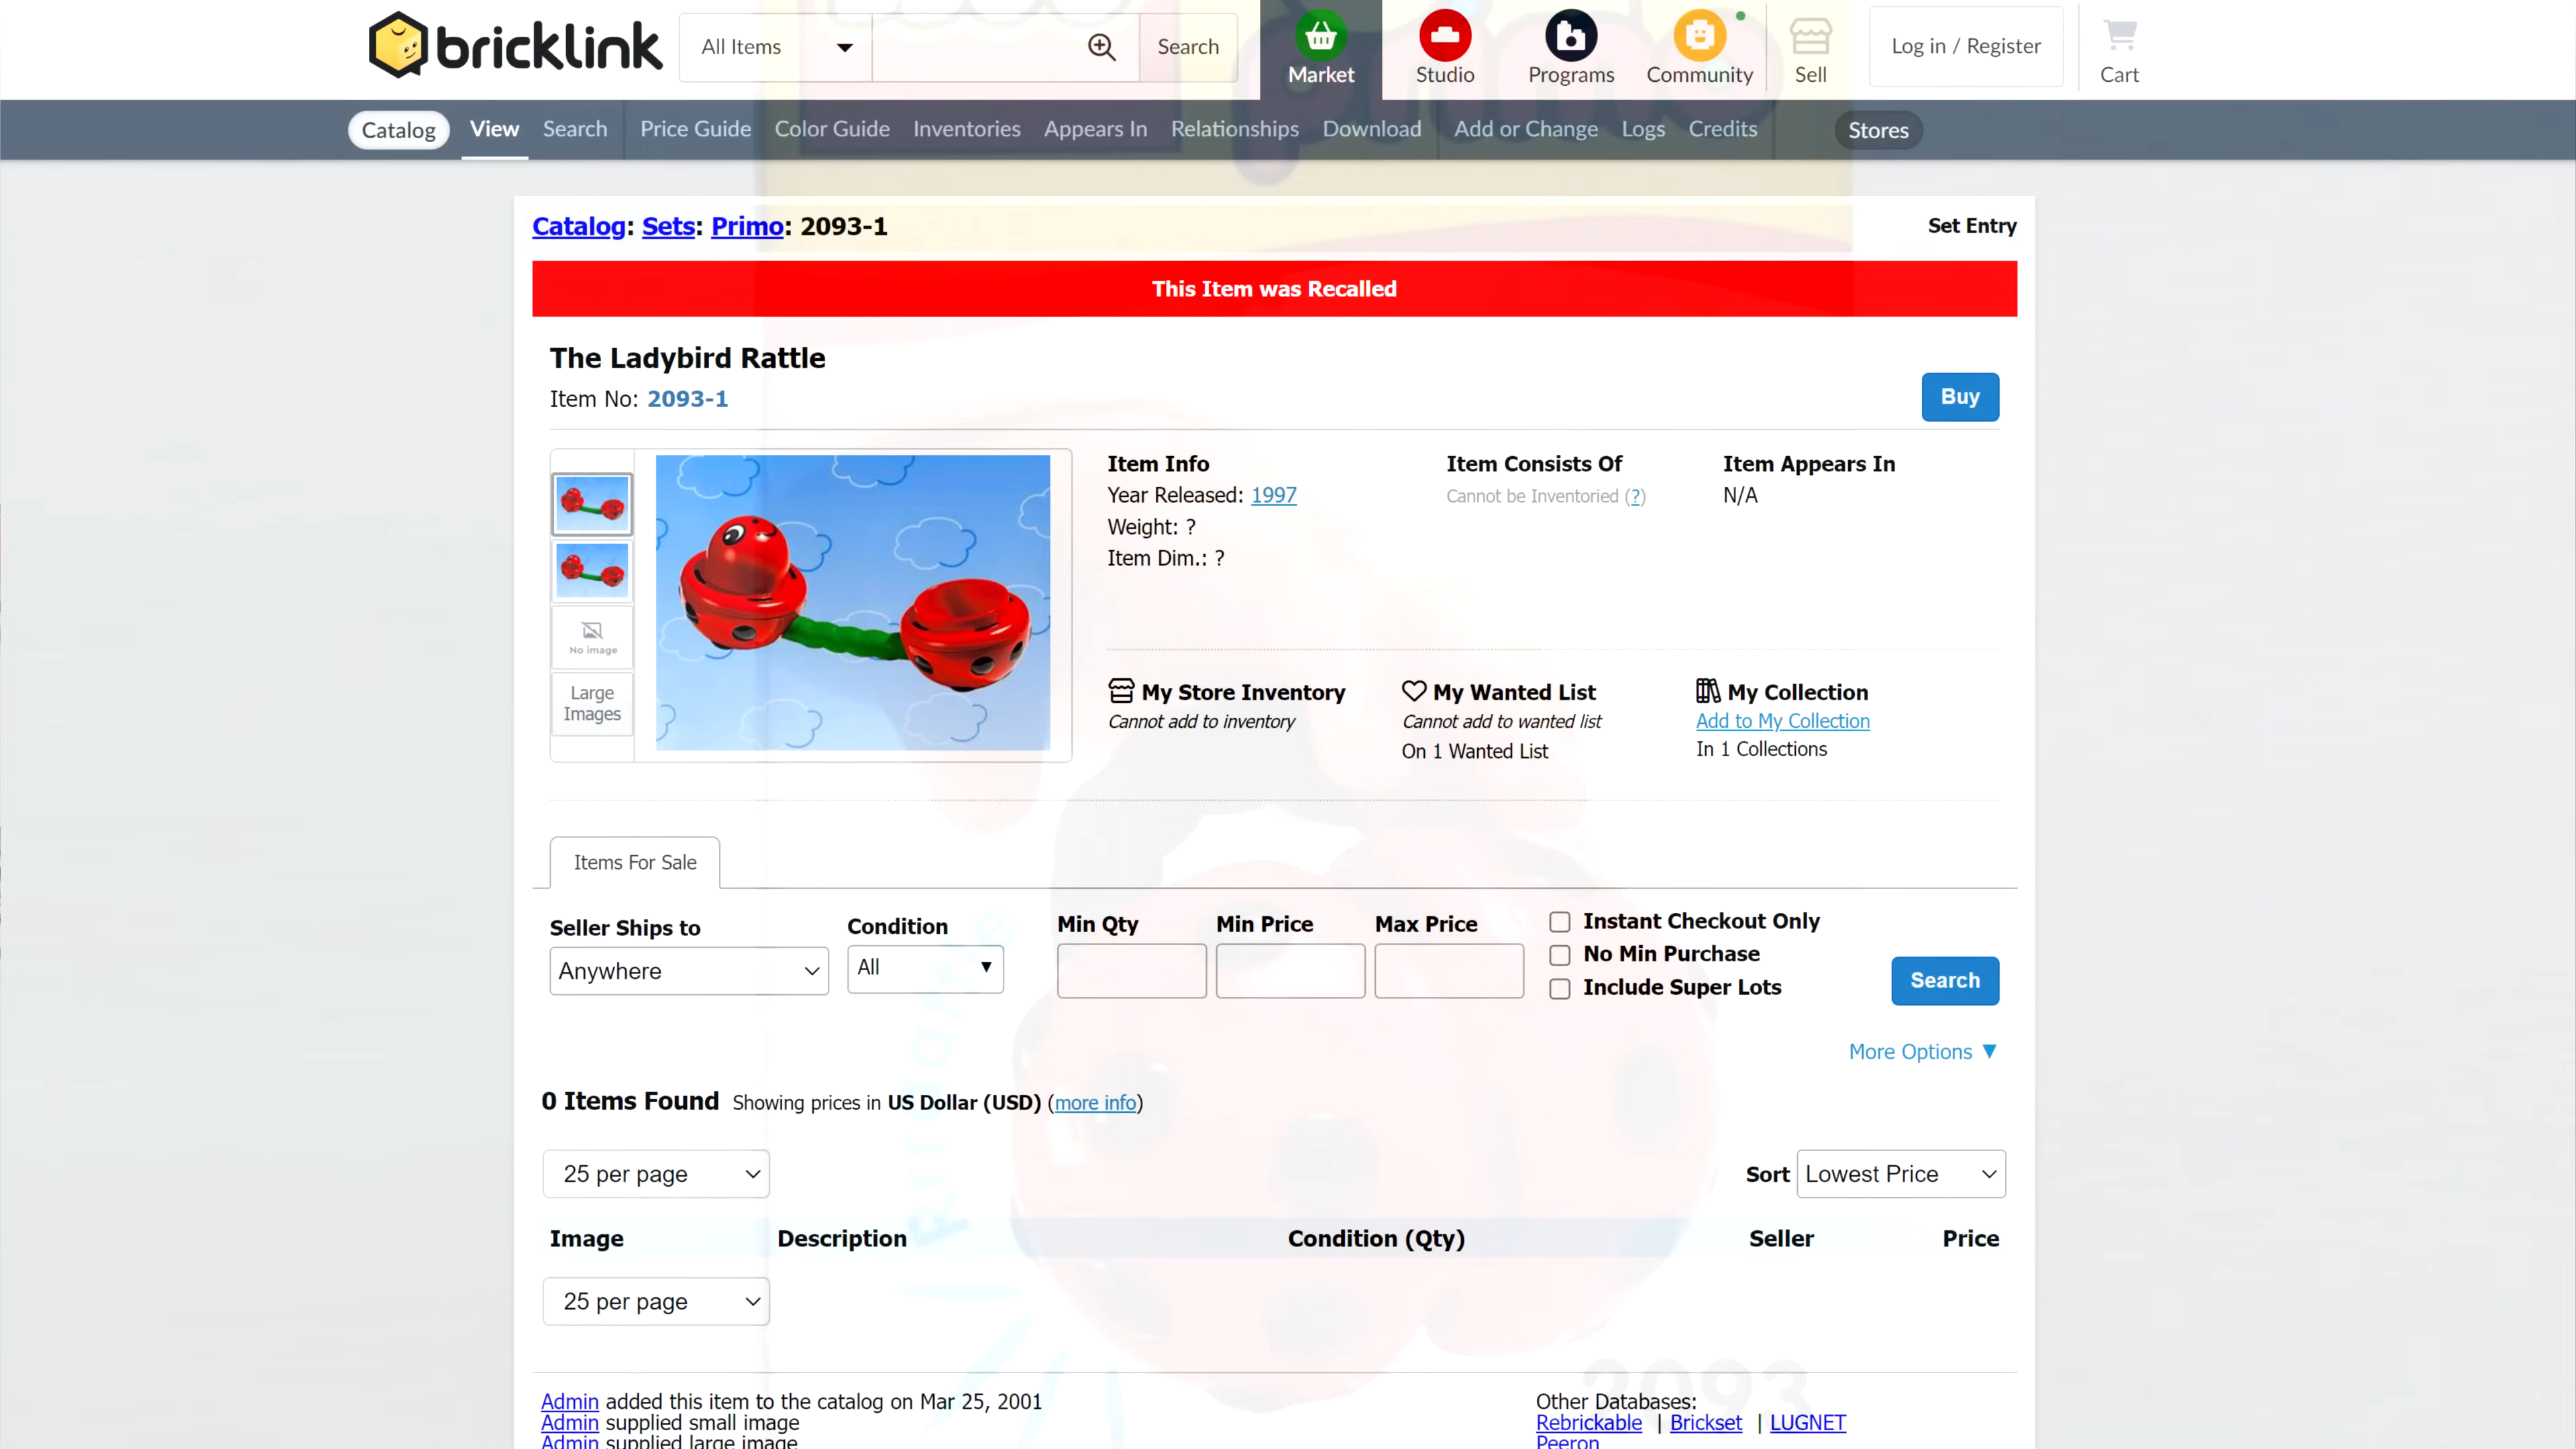 bricklink
All Items
Search
Market
Studio
Programs
Community
Sell
Log in / Register
Cart
Catalog
View
Search
Price Guide
Color Guide
Inventories
Appears In
Relationships
Download
Add or Change
Logs
Credits
Stores
Catalog: Sets: Primo: 2093-1
Set Entry
This Item was Recalled
The Ladybird Rattle
Item No: 2093-1
Buy
No image
Large
Images
Item Info
Year Released: 1997
Weight: ?
Item Dim.: ?
Item Consists Of
Cannot be Inventoried (?)
Item Appears In
N/A
My Store Inventory
Cannot add to inventory
My Wanted List
Cannot add to wanted list
On 1 Wanted List
My Collection
Add to My Collection
In 1 Collections
Items For Sale
Seller Ships to
Anywhere
Condition
All
Min Qty
Min Price
Max Price
Instant Checkout Only
No Min Purchase
Include Super Lots
Search
More Options ▼
0 Items Found Showing prices in US Dollar (USD) (more info)
25 per page
Sort Lowest Price
Image
Description
Condition (Qty)
Seller
Price
25 per page
2093
Admin added this item to the catalog on Mar 25, 2001
Admin supplied small image
Admin supplied large image
Other Databases:
Rebrickable | Brickset | LUGNET
Peeron